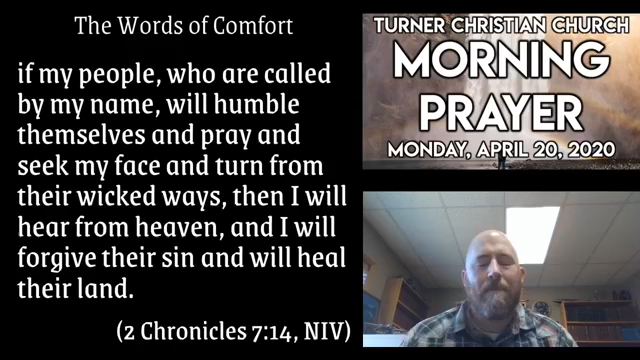 The Words of Comfort
if my people, who are called
by my name, will humble
themselves and pray and
seek my face and turn from
their wicked ways, then I will
hear from heaven, and I will
forgive their sin and will heal
their land.
(2 Chronicles 7:14, NIV)
TURNER CHRISTIAN CHURCH
MORNING
PRAYER
MONDAY, APRIL 20, 2020